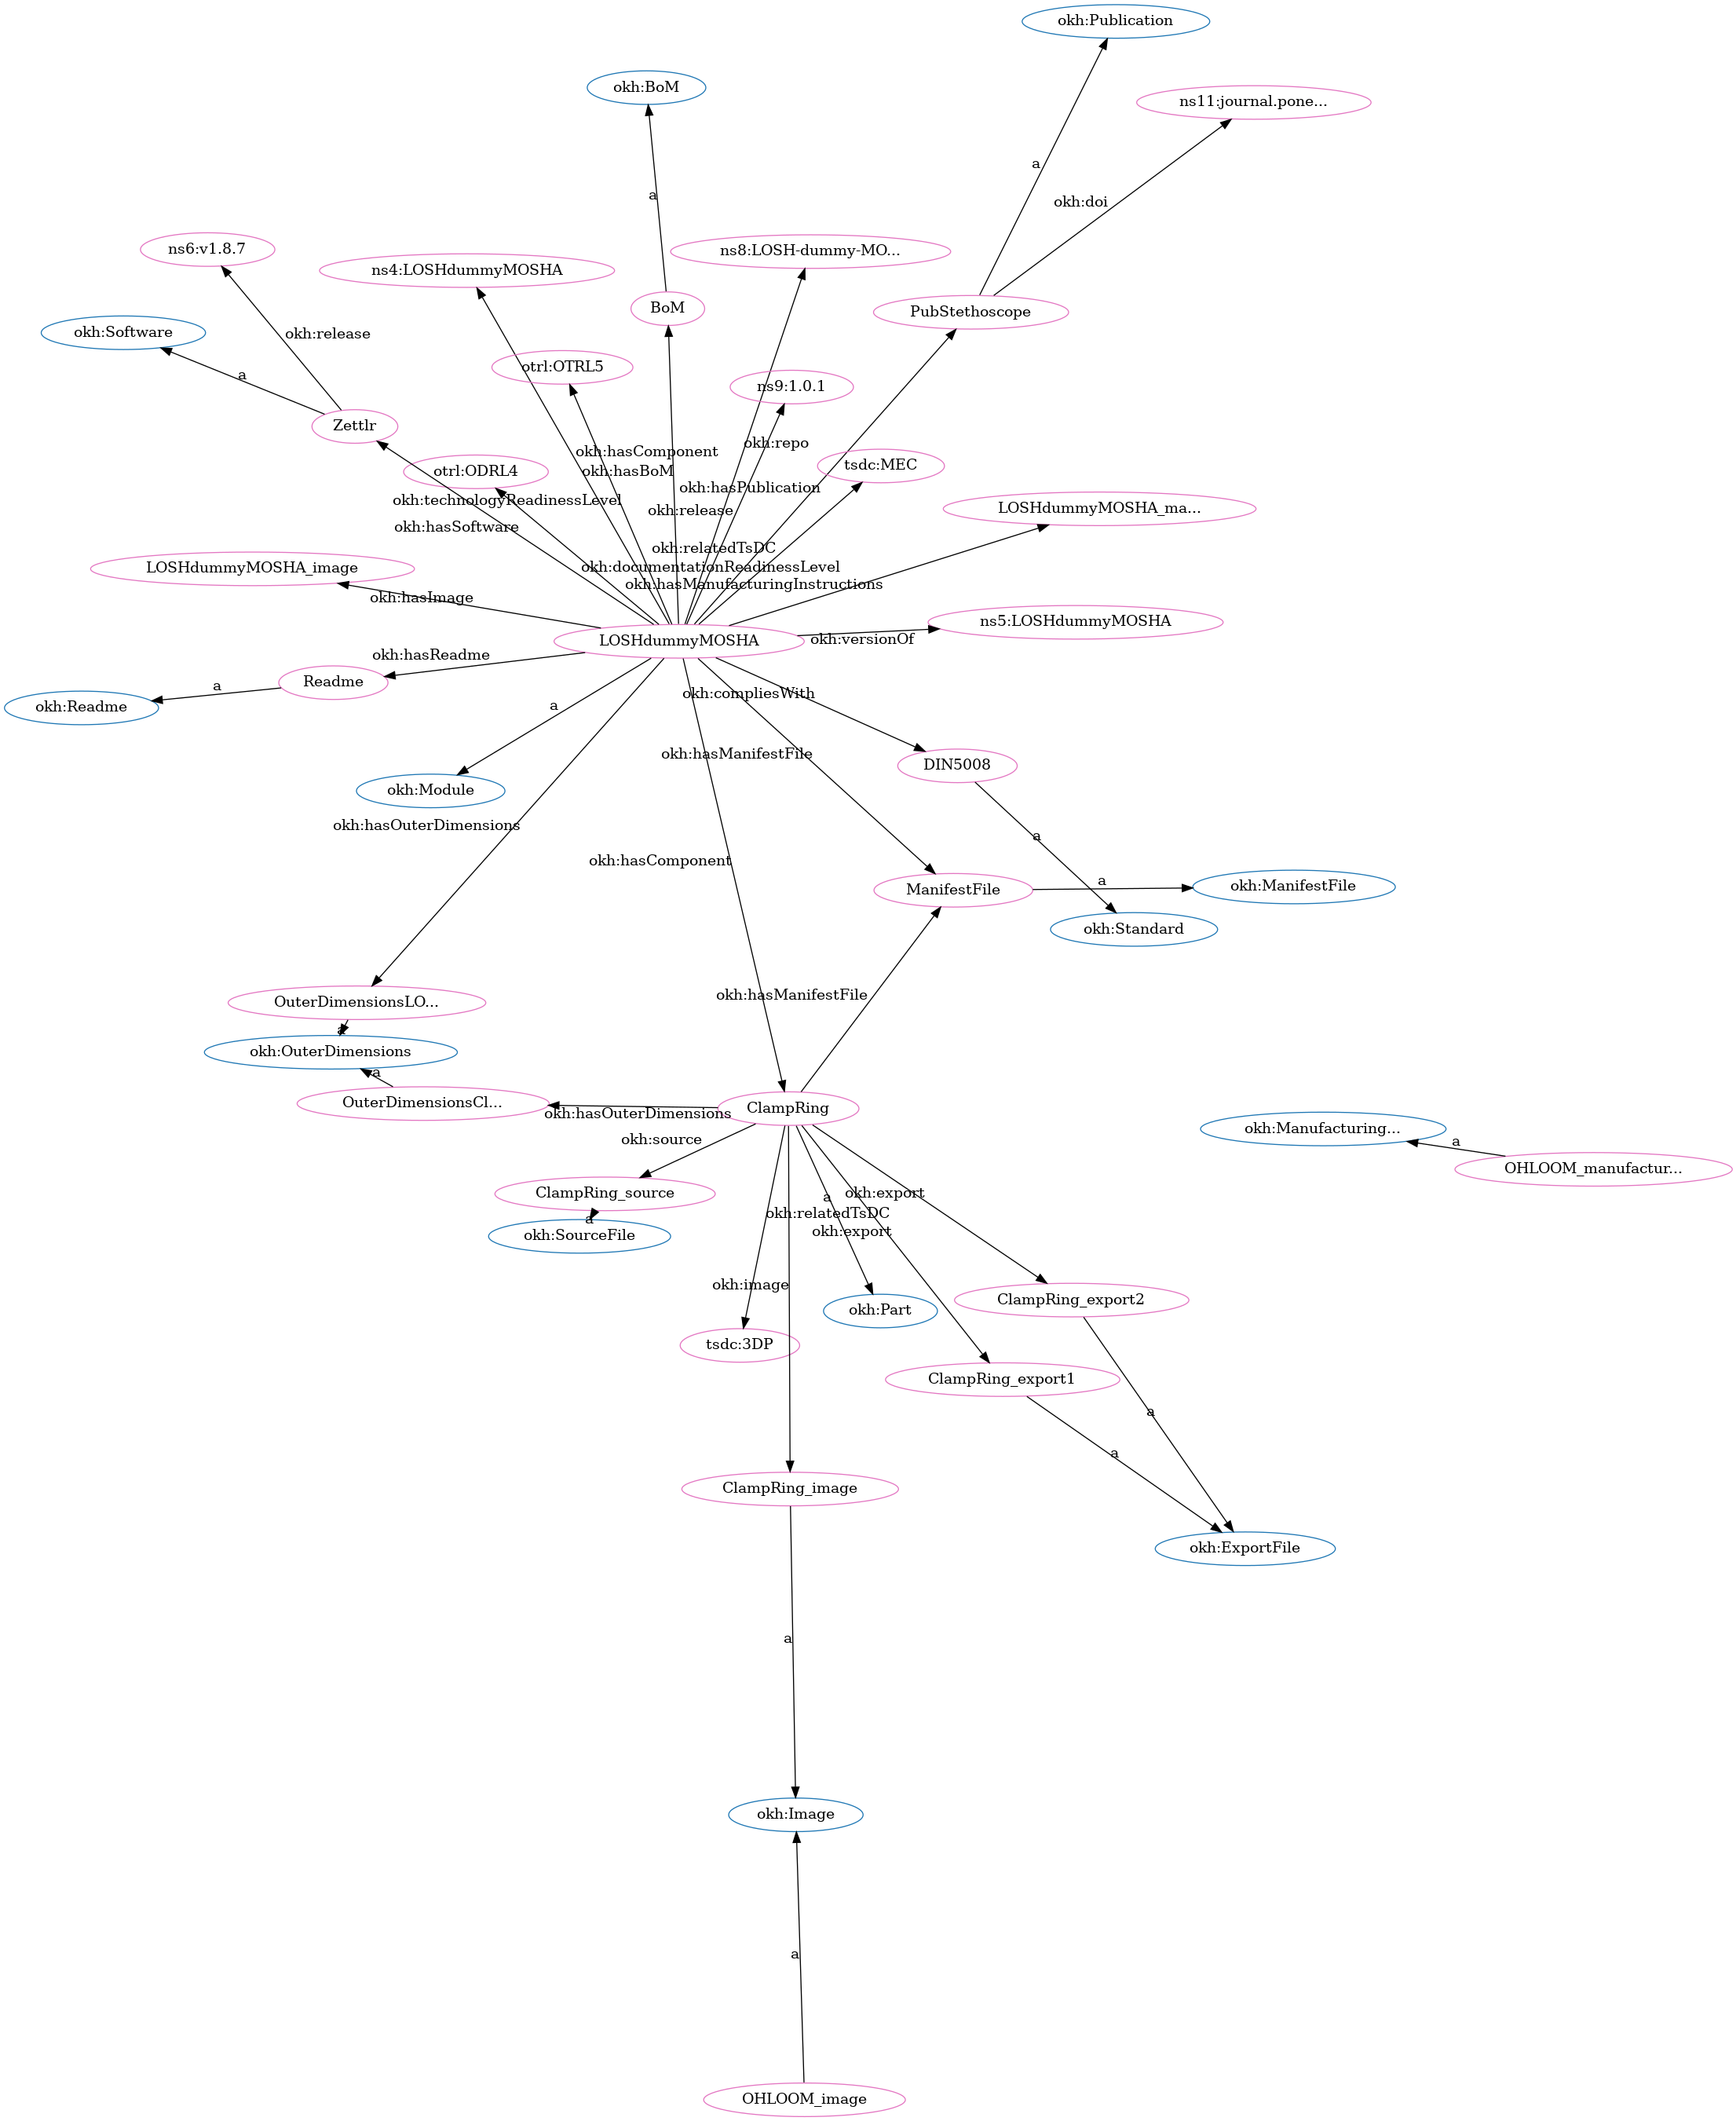 okh:Publication
okh:BoM
ns11:journal.pone...
a
a
okh:doi
ns6:v1.8.7
ns8:LOSH-dummy-MO...
ns4:LOSHdummyMOSHA
BoM
PubStethoscope
okh:Software
okh:release
otrl:OTRL5
a
ns9:1.0.1
Zettlr
okh:repo
okh:hasComponent
tsdc:MEC
otrl:ODRL4
okh:hasBoM
okh:hasPublication
okh:technologyReadinessLevel
LOSHdummyMOSHA_ma...
okh:release
okh:hasSoftware
okh:relatedTsDC
LOSHdummyMOSHA_image
okh:documentationReadinessLevel
okh:hasManufacturingInstructions
okh:hasImage
ns5:LOSHdummyMOSHA
LOSHdummyMOSHA
okh:versionOf
okh:hasReadme
Readme
a
okh:compliesWith
okh:Readme
a
okh:hasManifestFile
DIN5008
okh:Module
okh:hasOuterDimensions
a
okh:hasComponent
a
okh:ManifestFile
ManifestFile
okh:Standard
okh:hasManifestFile
OuterDimensionsLO...
a
okh:OuterDimensions
a
OuterDimensionsCl...
okh:hasOuterDimensions
ClampRing
okh:Manufacturing...
okh:source
a
OHLOOM_manufactur...
ClampRing_source
okh:export
a
okh:relatedTsDC
a
okh:export
okh:SourceFile
okh:image
ClampRing_export2
okh:Part
tsdc:3DP
ClampRing_export1
a
a
ClampRing_image
okh:ExportFile
a
okh:Image
a
OHLOOM_image